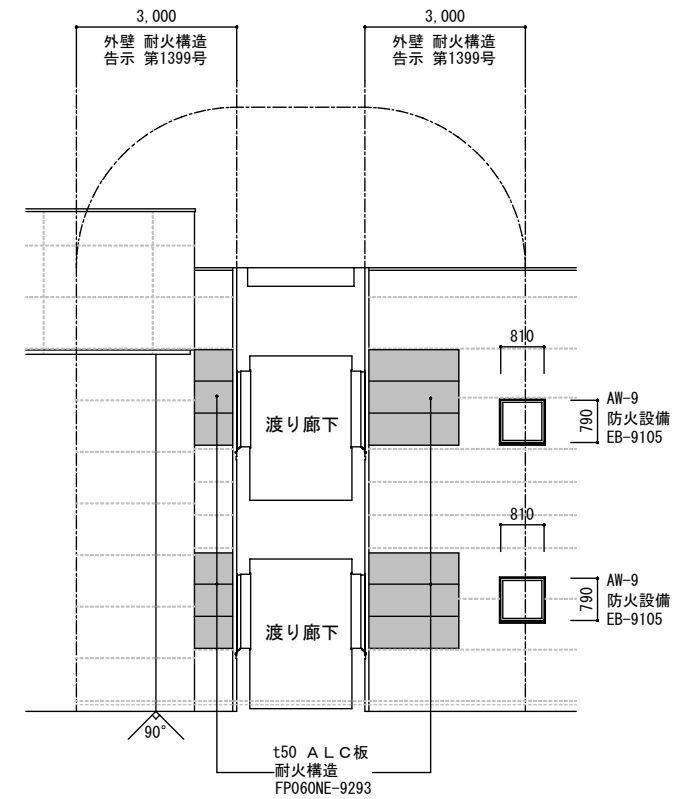 3,000
外壁 耐火構造
告示 第1399号
3,000
外壁 耐火構造
告示 第1399号
810
790
AW-9
防火設備
EB-9105
渡り廊下
810
790
AW-9
防火設備
EB-9105
渡り廊下
90°
t50 ALC板
耐火構造
FP060NE-9293